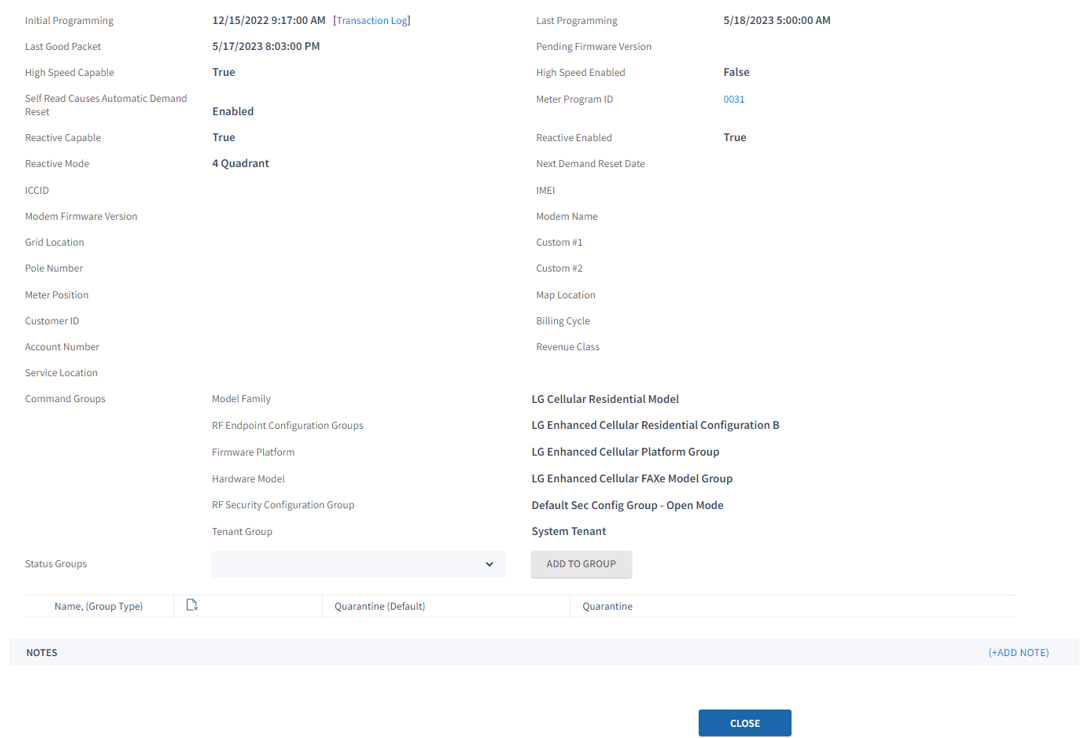 Initial Programming 12/15/2022 9:17:00 AM [Transaction Log] Last Programming 5/18/2023 5:00:00 AM
Last Good Packet 5/17/2023 8:03:00 PM Pending Firmware Version
High Speed Capable True High Speed Enabled False
Self Read Causes Automatic Demand
Reset Enabled Meter Program ID 0031
Reactive Capable True Reactive Enabled True
Reactive Mode 4 Quadrant Next Demand Reset Date
ICCID IMEI
Modem Firmware Version Modem Name
Grid Location Custom #1
Pole Number Custom #2
Meter Position Map Location
Customer ID Billing Cycle
Account Number Revenue Class
Service Location
Command Groups Model Family LG Cellular Residential Model
RF Endpoint Configuration Groups LG Enhanced Cellular Residential Configuration B
Firmware Platform LG Enhanced Cellular Platform Group
Hardware Model LG Enhanced Cellular FAXe Model Group
RF Security Configuration Group Default Sec Config Group - Open Mode
Tenant Group System Tenant
Status Groups ADD TO GROUP
Name, (Group Type) Quarantine (Default) Quarantine
NOTES (+ADD NOTE)
CLOSE